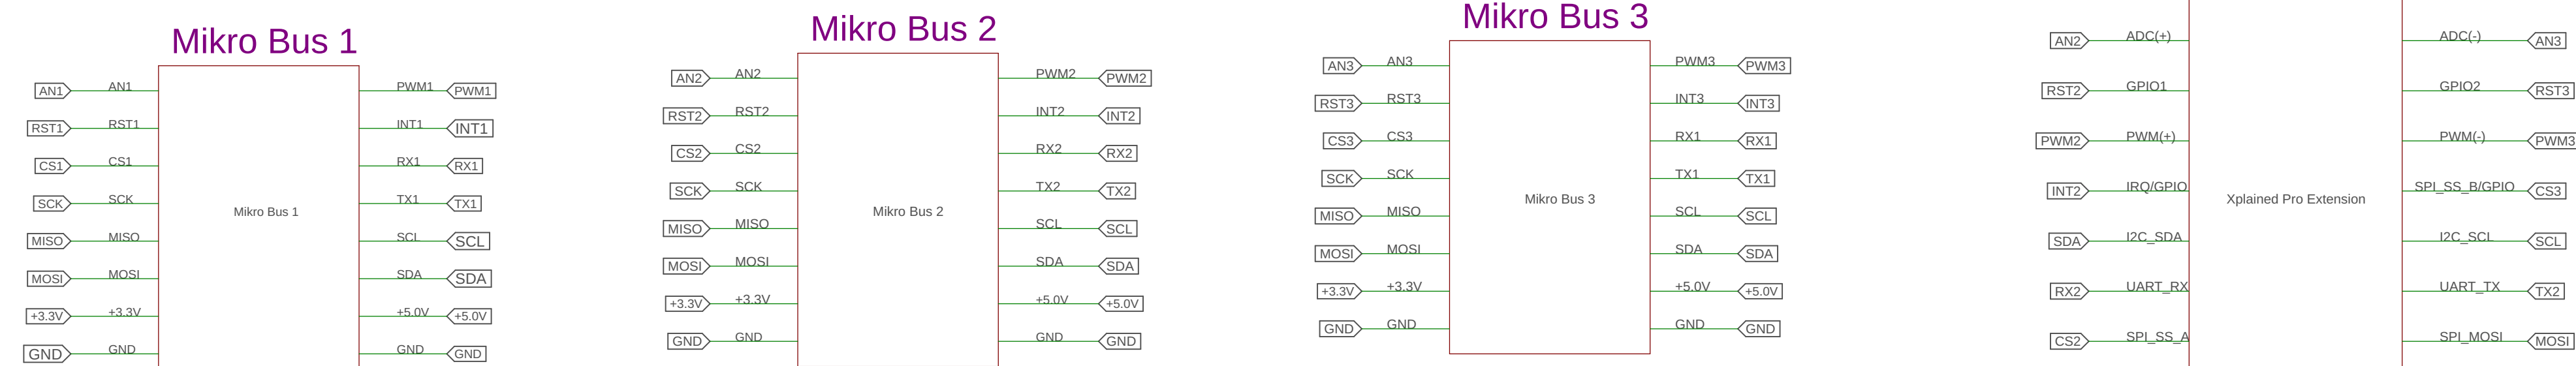 Mikro Bus 1
AN1 AN1 PWM1 PWM1
RST1 RST1 INT1 INT1
CS1 CS1 RX1 RX1
SCK SCK TX1 TX1
Mikro Bus 1
MISO MISO SCL SCL
MOSI MOSI SDA SDA
+3.3V +3.3V +5.0V +5.0V
GND GND GND GND
Mikro Bus 2
AN2 AN2 PWM2 PWM2
RST2 RST2 INT2 INT2
CS2 CS2 RX2 RX2
SCK SCK TX2 TX2
Mikro Bus 2
MISO MISO SCL SCL
MOSI MOSI SDA SDA
+3.3V +3.3V +5.0V +5.0V
GND GND GND GND
Mikro Bus 3
AN3 AN3 PWM3 PWM3
RST3 RST3 INT3 INT3
CS3 CS3 RX1 RX1
SCK SCK TX1 TX1
Mikro Bus 3
MISO MISO SCL SCL
MOSI MOSI SDA SDA
+3.3V +3.3V +5.0V +5.0V
GND GND GND GND
AN2 ADC(+) ADC(-) AN3
RST2 GPIO1 GPIO2 RST3
PWM2 PWM(+) PWM(-) PWM3
INT2 IRQ/GPIO SPI_SS_B/GPIO CS3
Xplained Pro Extension
SDA I2C_SDA I2C_SCL SCL
RX2 UART_RX UART_TX TX2
CS2 SPI_SS_A SPI_MOSI MOSI